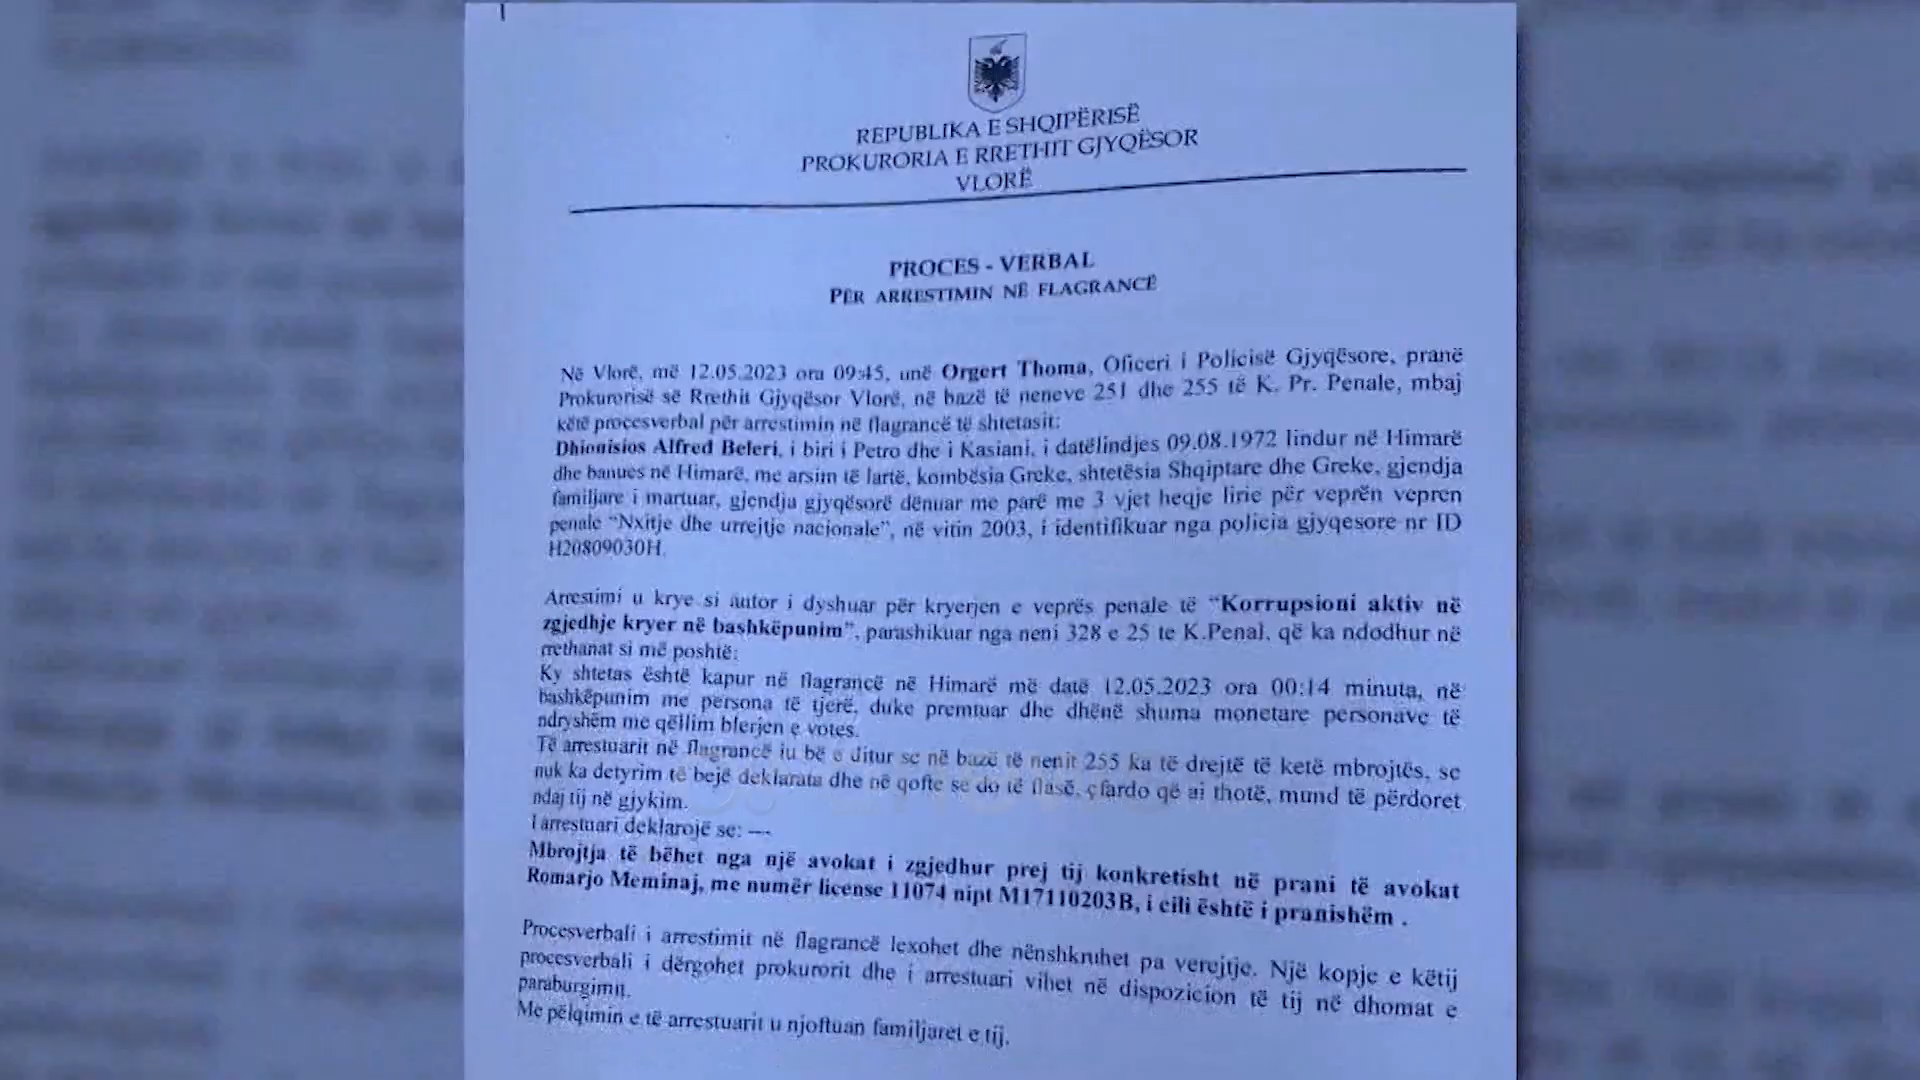 REPUBLIKA E SHQIPËRISË
PROKURORIA E RRETHIT GJYQËSOR
VLORË
PROCES - VERBAL
PËR ARRESTIMIN NË FLAGRANCË
Në Vlorë, më 12.05.2023 ora 09:45, unë Orgert Thoma, Oficeri i Policisë Gjyqësore, pranë
Prokurorisë së Rrethit Gjyqësor Vlorë, në bazë të neneve 251 dhe 255 të K. Pr. Penale, mbaj
këtë procesverbal për arrestimin në flagrancë të shtetasit:
Dhionisios Alfred Beleri, i biri i Petro dhe i Kasiani, i datëlindjes 09.08.1972 lindur në Himarë
dhe banues në Himarë, me arsim të lartë, kombësia Greke, shtetësia Shqiptare dhe Greke, gjendja
familjare i martuar, gjendja gjyqësorë dënuar me parë me 3 vjet heqje lirie për veprën vepren
penale “Nxitje dhe urrejtje nacionale”, në vitin 2003, i identifikuar nga policia gjyqesore nr ID
H20809030H.
Arrestimi u krye si autor i dyshuar për kryerjen e veprës penale të “Korrupsioni aktiv në
zgjedhje kryer në bashkëpunim”, parashikuar nga neni 328 e 25 te K.Penal, që ka ndodhur në
rrethanat si më poshtë:
Ky shtetas është kapur në flagrancë në Himarë më datë 12.05.2023 ora 00:14 minuta, në
bashkëpunim me persona të tjerë, duke premtuar dhe dhënë shuma monetare personave të
ndryshëm me qëllim blerjen e votes.
Të arrestuarit në flagrancë iu bë e ditur se në bazë të nenit 255 ka të drejtë të ketë mbrojtës, se
nuk ka detyrim të bejë deklarata dhe në qofte se do të flasë, çfardo që ai thotë, mund të përdoret
ndaj tij në gjykim.
I arrestuari deklarojë se: ----
Mbrojtja të bëhet nga një avokat i zgjedhur prej tij konkretisht në prani të avokat
Romarjo Meminaj, me numër license 11074 nipt M17110203B, i cili është i pranishëm .
Procesverbali i arrestimit në flagrancë lexohet dhe nënshkruhet pa verejtje. Një kopje e këtij
procesverbali i dërgohet prokurorit dhe i arrestuari vihet në dispozicion të tij në dhomat e
paraburgimit.
Me pëlqimin e të arrestuarit u njoftuan familjaret e tij.